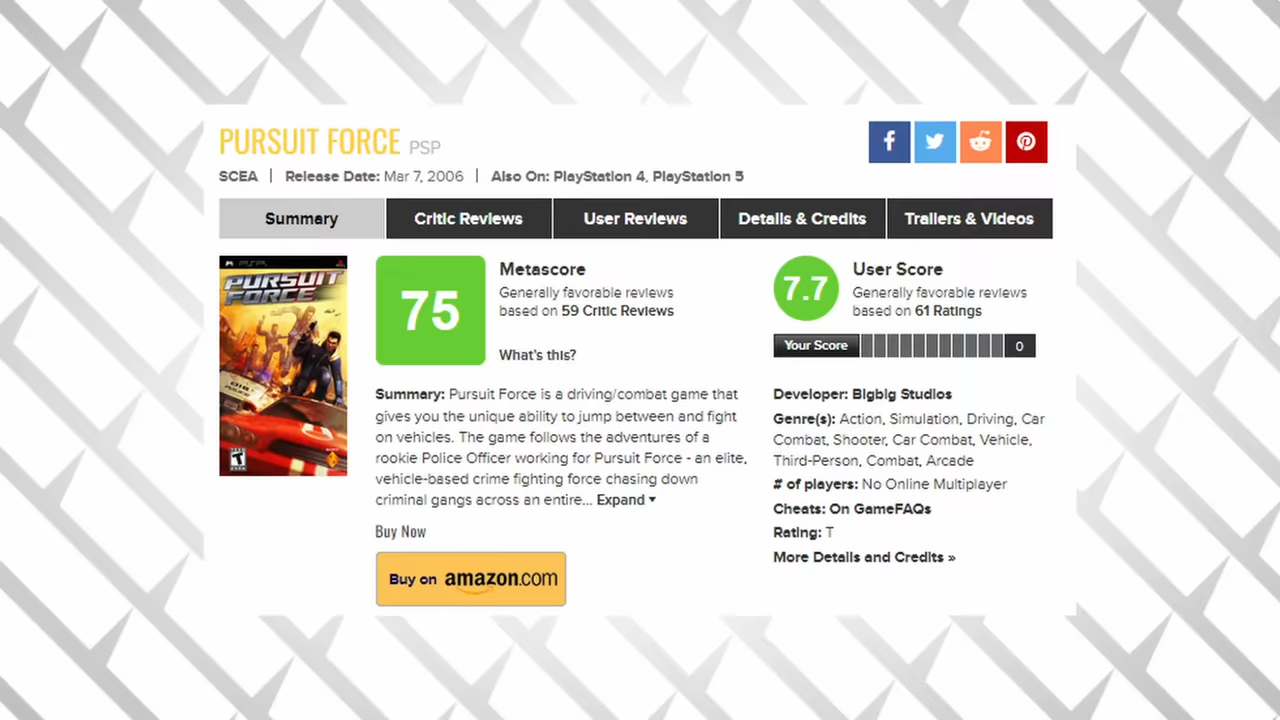 PURSUIT FORCE PSP
SCEA | Release Date: Mar 7, 2006 | Also On: PlayStation 4, PlayStation 5
Summary
Critic Reviews
User Reviews
Details & Credits
Trailers & Videos
PSP
PURSUIT
FORCE
T
75
Metascore
Generally favorable reviews
based on 59 Critic Reviews
What's this?
7.7
User Score
Generally favorable reviews
based on 61 Ratings
Your Score
0
Summary: Pursuit Force is a driving/combat game that
gives you the unique ability to jump between and fight
on vehicles. The game follows the adventures of a
rookie Police Officer working for Pursuit Force - an elite,
vehicle-based crime fighting force chasing down
criminal gangs across an entire... Expand
Buy Now
Buy on amazon.com
Developer: Bigbig Studios
Genre(s): Action, Simulation, Driving, Car
Combat, Shooter, Car Combat, Vehicle,
Third-Person, Combat, Arcade
# of players: No Online Multiplayer
Cheats: On GameFAQs
Rating: T
More Details and Credits »